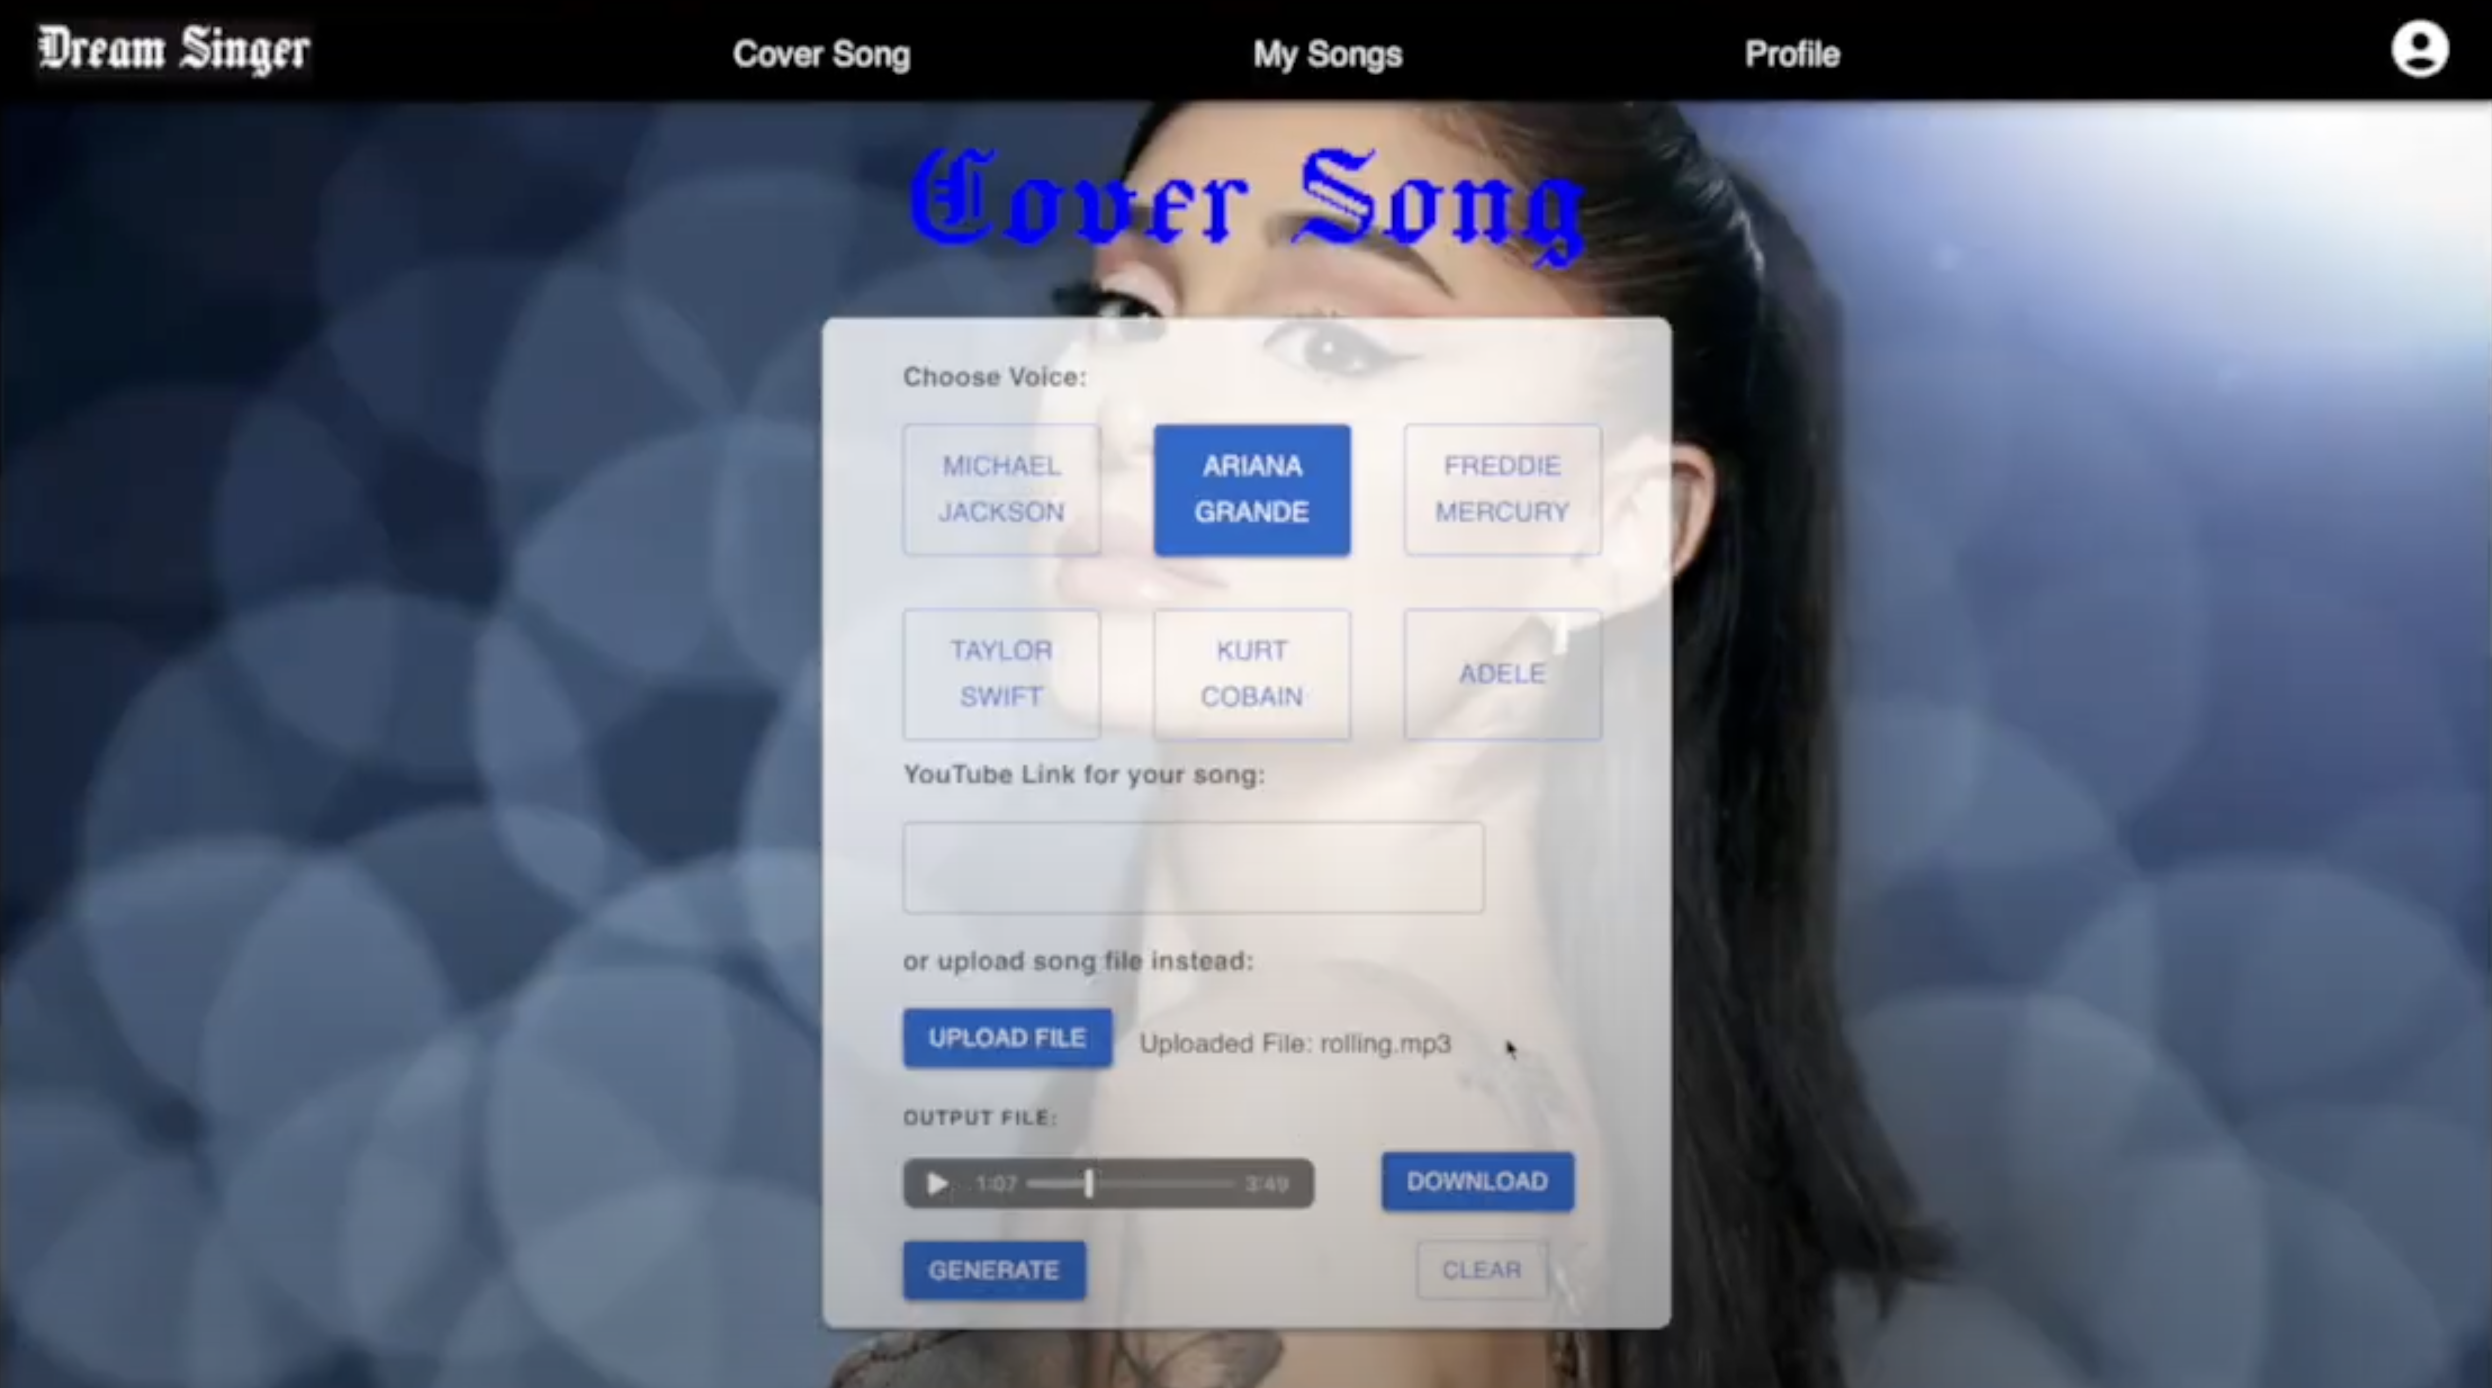 Dream Singer
Cover Song
My Songs
Profile
Cover Song
Choose Voice:
MICHAEL
JACKSON
ARIANA
GRANDE
FREDDIE
MERCURY
TAYLOR
SWIFT
KURT
COBAIN
ADELE
YouTube Link for your song:
or upload song file instead:
UPLOAD FILE
Uploaded File: rolling.mp3
OUTPUT FILE:
1:07
3:49
DOWNLOAD
GENERATE
CLEAR